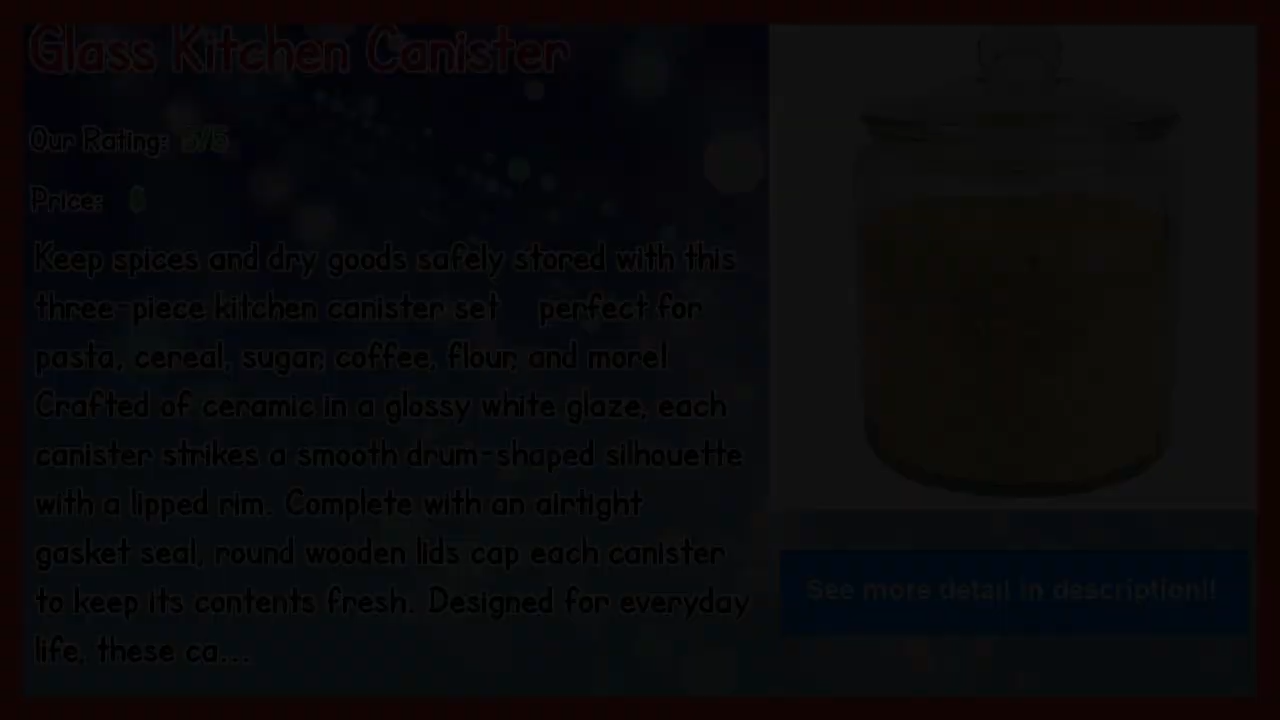 Glass Kitchen Canister
Our Rating: 5/5
Price: $
Keep spices and dry goods safely stored with this
three-piece kitchen canister set perfect for
pasta, cereal, sugar, coffee, flour, and more!
Crafted of ceramic in a glossy white glaze, each
canister strikes a smooth drum-shaped silhouette
with a lipped rim. Complete with an airtight
gasket seal, round wooden lids cap each canister
to keep its contents fresh. Designed for everyday
life, these ca...
See more detail in description!!